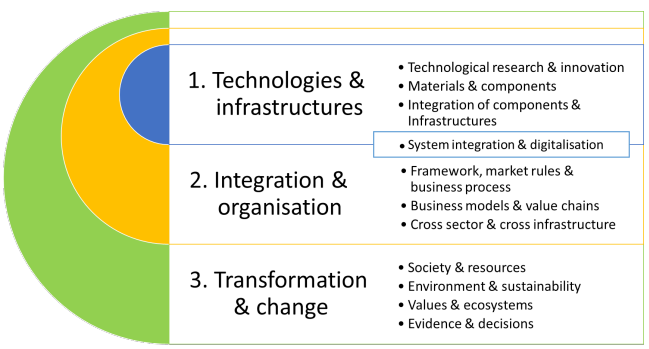 1. Technologies &
infrastructures
• Technological research & innovation
• Materials & components
• Integration of components &
Infrastructures
• System integration & digitalisation
2. Integration &
organisation
• Framework, market rules &
business process
• Business models & value chains
• Cross sector & cross infrastructure
3. Transformation
& change
• Society & resources
• Environment & sustainability
• Values & ecosystems
• Evidence & decisions